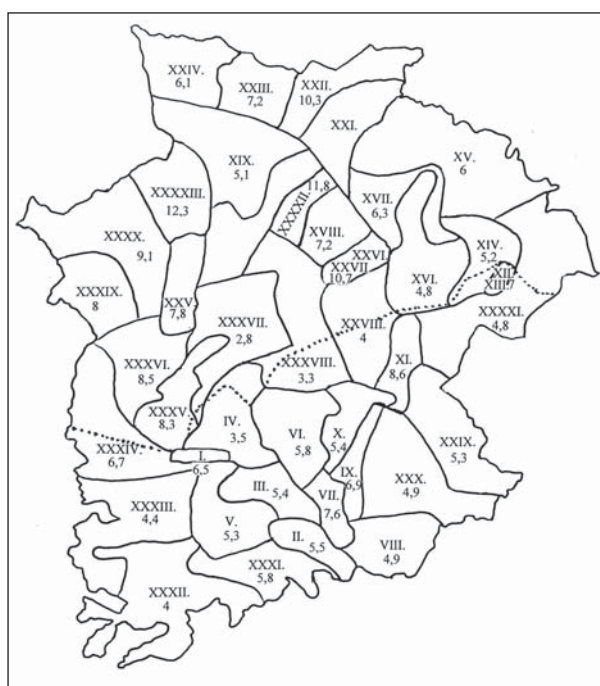 XXIV.
6,1
XXIII.
7,2
XXII.
10,3
XXI.
XIX.
5,1
XV.
6
XXXXIII.
12,3
11,8
XXXXII.
XVII.
6,3
XVIII.
7,2
XXXX.
9,1
XIV.
5,2
XXVI.
XXVII
10,7
XII.
XIII.7
XVI.
4,8
XXXIX.
8
XXV.
7,8
XXXXI.
4,8
XXXVII.
2,8
XXVIII.
4
XXXVI.
8,5
XXXVIII.
3,3
XI.
8,6
XXXV.
8,3
IV.
3,5
VI.
5,8
X.
5,4
XXIX.
5,3
XXXIV.
6,7
I.
6,5
IX.
6,9
XXX.
4,9
III.
5,4
VII.
7,6
XXXIII.
4,4
V.
5,3
II.
5,5
VIII.
4,9
XXXI.
5,8
XXXII.
4